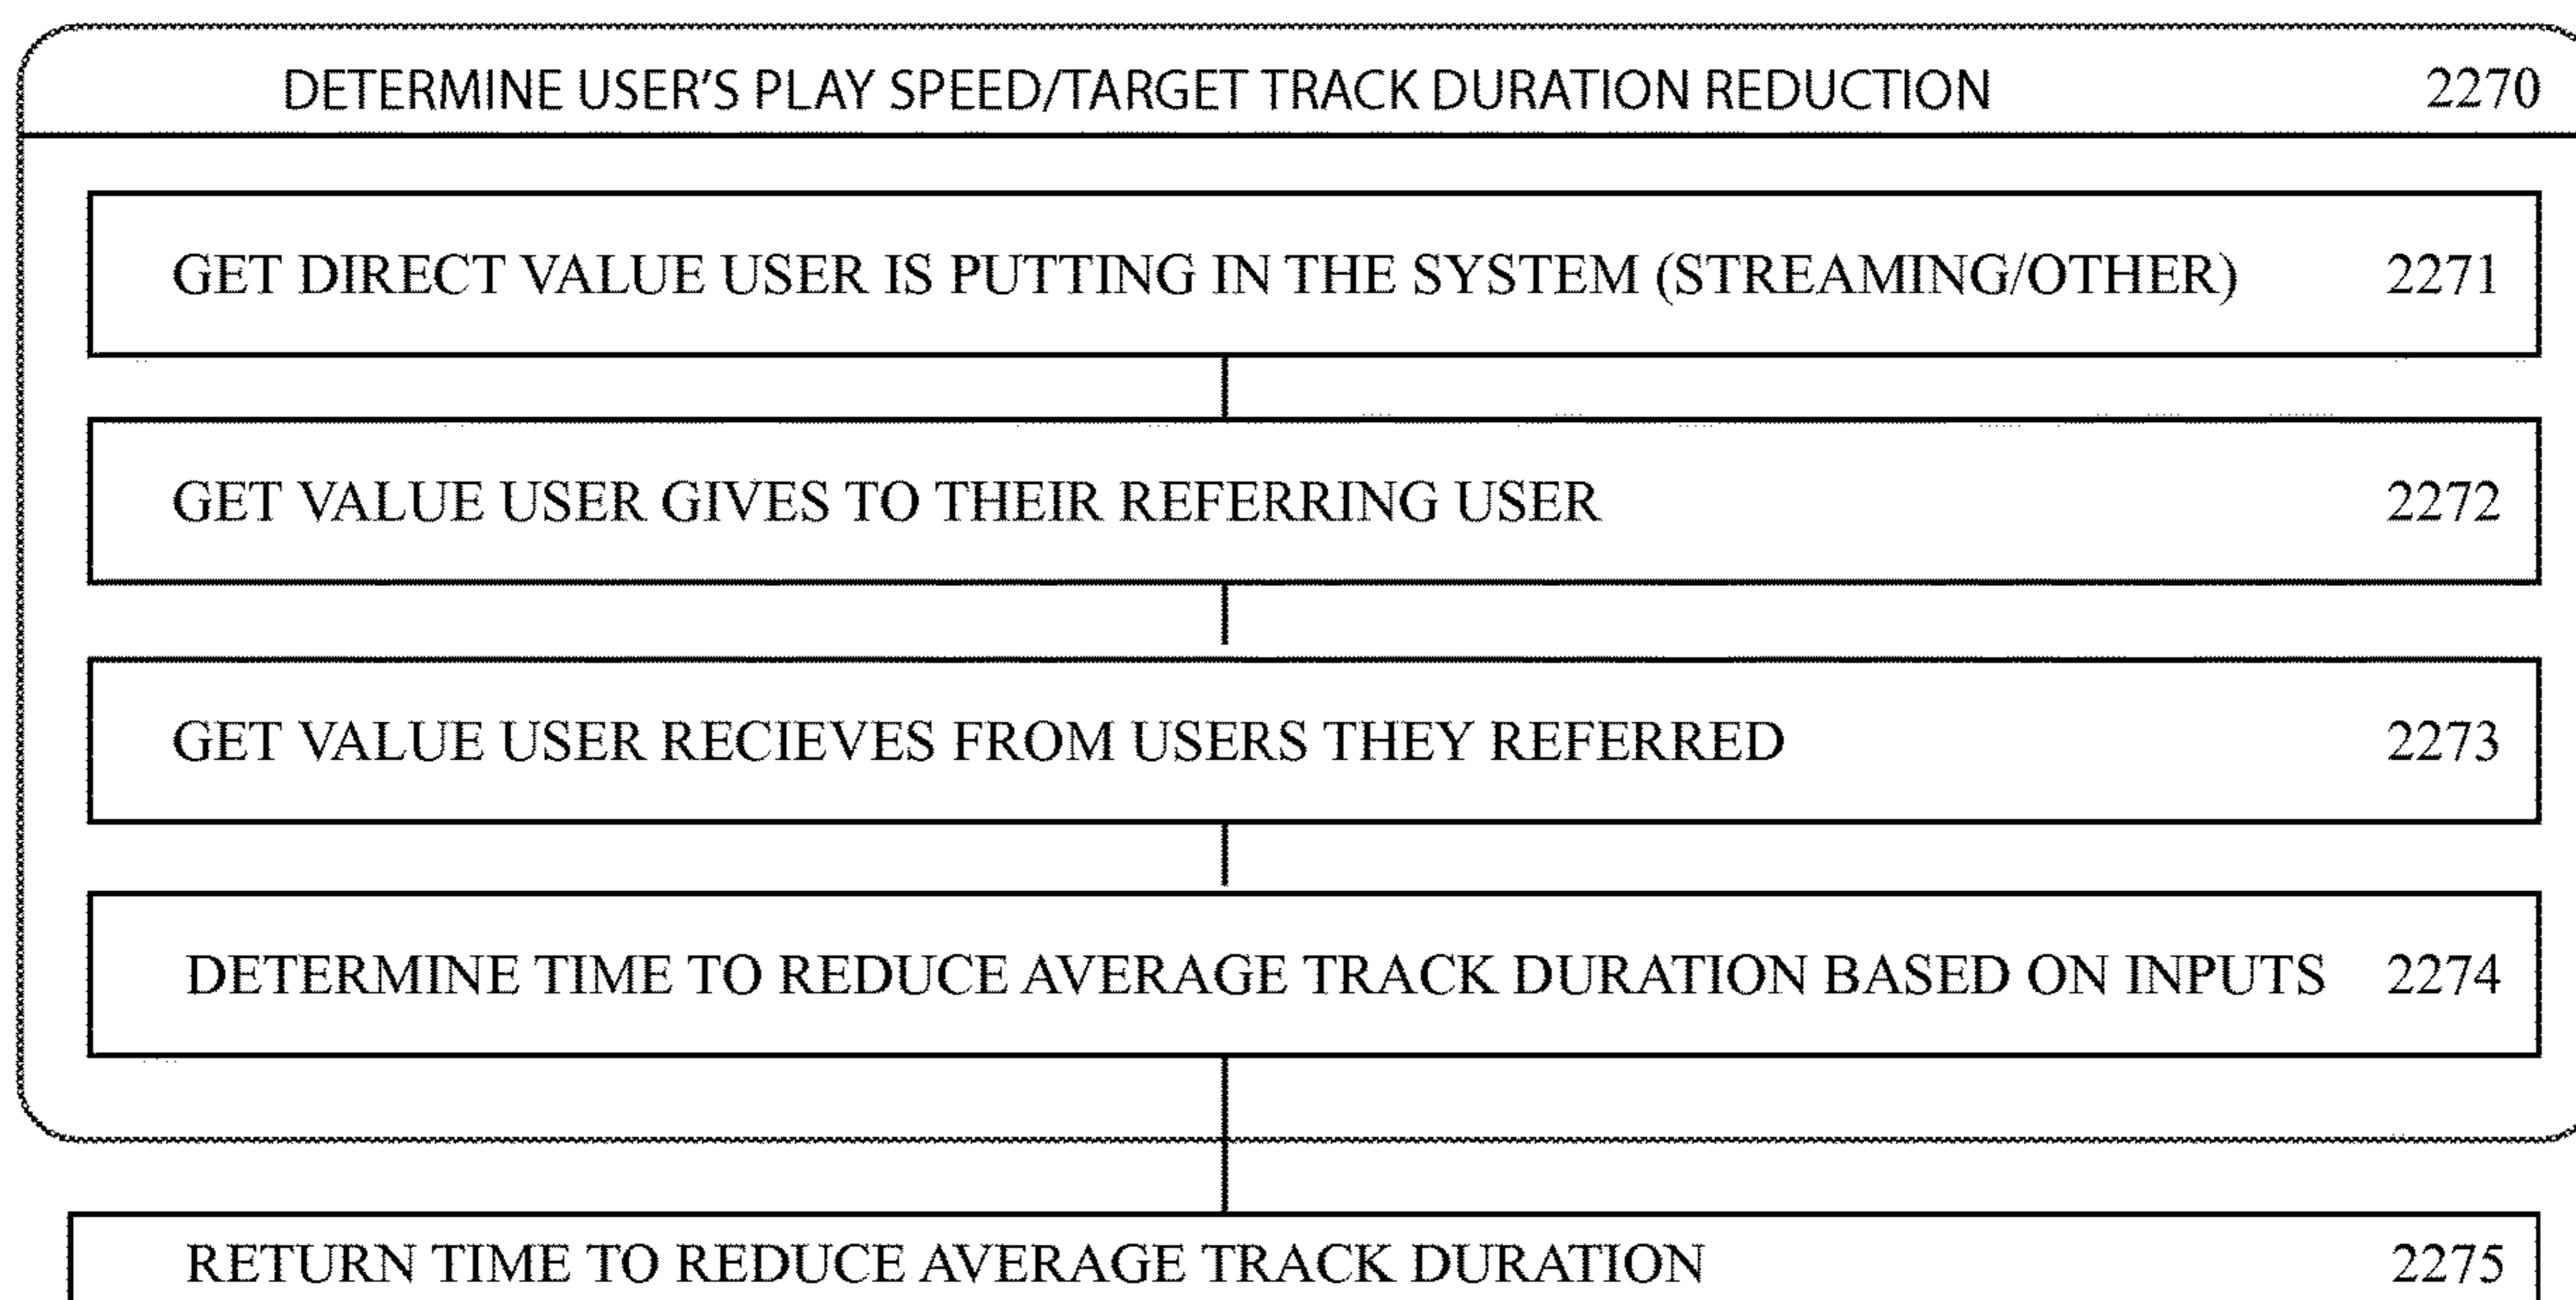 DETERMINE USER'S PLAY SPEED/TARGET TRACK DURATION REDUCTION 2270
GET DIRECT VALUE USER IS PUTTING IN THE SYSTEM (STREAMING/OTHER) 2271
GET VALUE USER GIVES TO THEIR REFERRING USER 2272
GET VALUE USER RECIEVES FROM USERS THEY REFERRED 2273
DETERMINE TIME TO REDUCE AVERAGE TRACK DURATION BASED ON INPUTS 2274
RETURN TIME TO REDUCE AVERAGE TRACK DURATION 2275